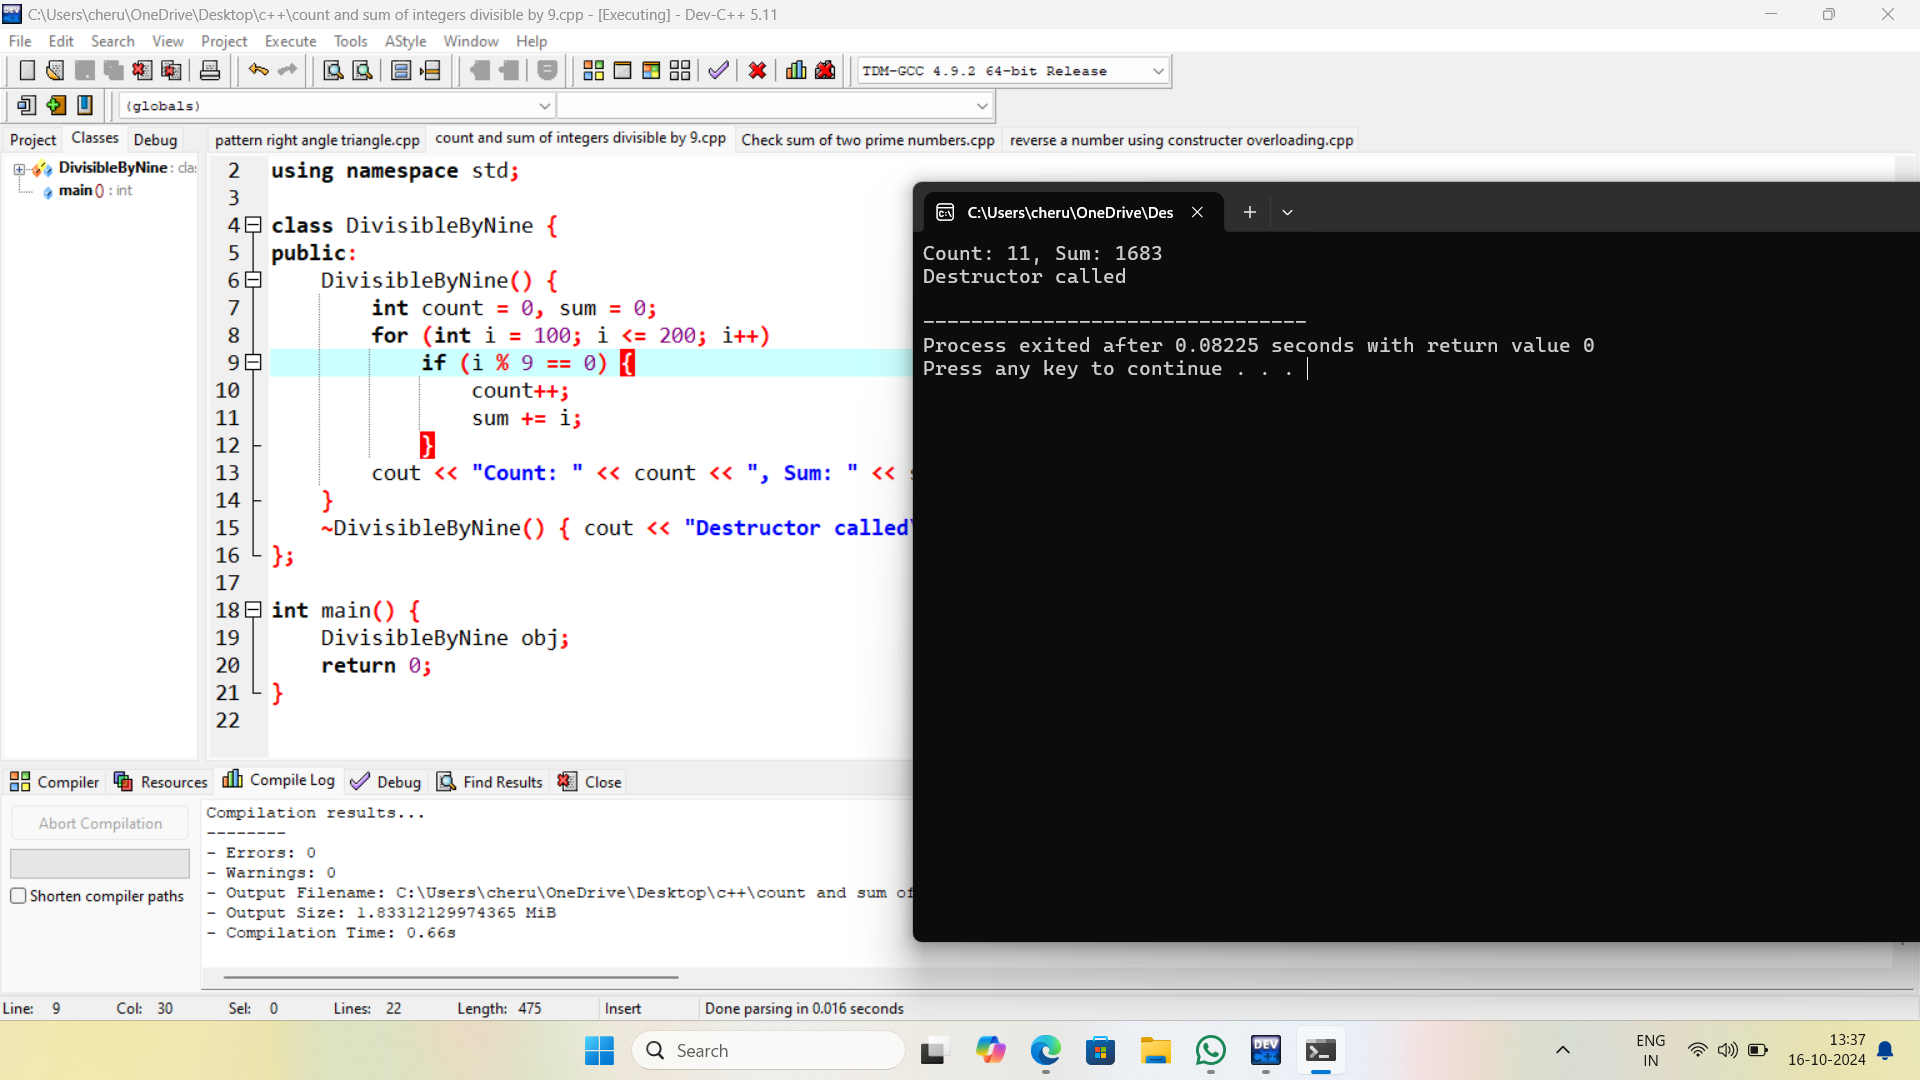 C:\Users\cheru\OneDrive\Desktop\c++\count and sum of integers divisible by 9.cpp - [Executing] - Dev-C++ 5.11
File Edit Search View Project Execute Tools AStyle Window Help
TDM-GCC 4.9.2 64-bit Release
(globals)
Project Classes Debug
pattern right angle triangle.cpp count and sum of integers divisible by 9.cpp Check sum of two prime numbers.cpp reverse a number using constructer overloading.cpp
DivisibleByNine : clas
main () : int
2 using namespace std;
3
4 class DivisibleByNine {
5 public:
6 DivisibleByNine() {
7 int count = 0, sum = 0;
8 for (int i = 100; i <= 200; i++)
9 if (i % 9 == 0) {
10 count++;
11 sum += i;
12 }
13 cout << "Count: " << count << ", Sum: " <<
14 }
15 ~DivisibleByNine() { cout << "Destructor called\
16 };
17
18 int main() {
19 DivisibleByNine obj;
20 return 0;
21 }
22
C:\Users\cheru\OneDrive\Des
Count: 11, Sum: 1683
Destructor called
--------------------------------
Process exited after 0.08225 seconds with return value 0
Press any key to continue . . .
Compiler Resources Compile Log Debug Find Results Close
Abort Compilation
Shorten compiler paths
Compilation results...
--------
- Errors: 0
- Warnings: 0
- Output Filename: C:\Users\cheru\OneDrive\Desktop\c++\count and sum of
- Output Size: 1.83312129974365 MiB
- Compilation Time: 0.66s
Line: 9 Col: 30 Sel: 0 Lines: 22 Length: 475 Insert Done parsing in 0.016 seconds
Search
DEV C++
ENG
IN
13:37
16-10-2024